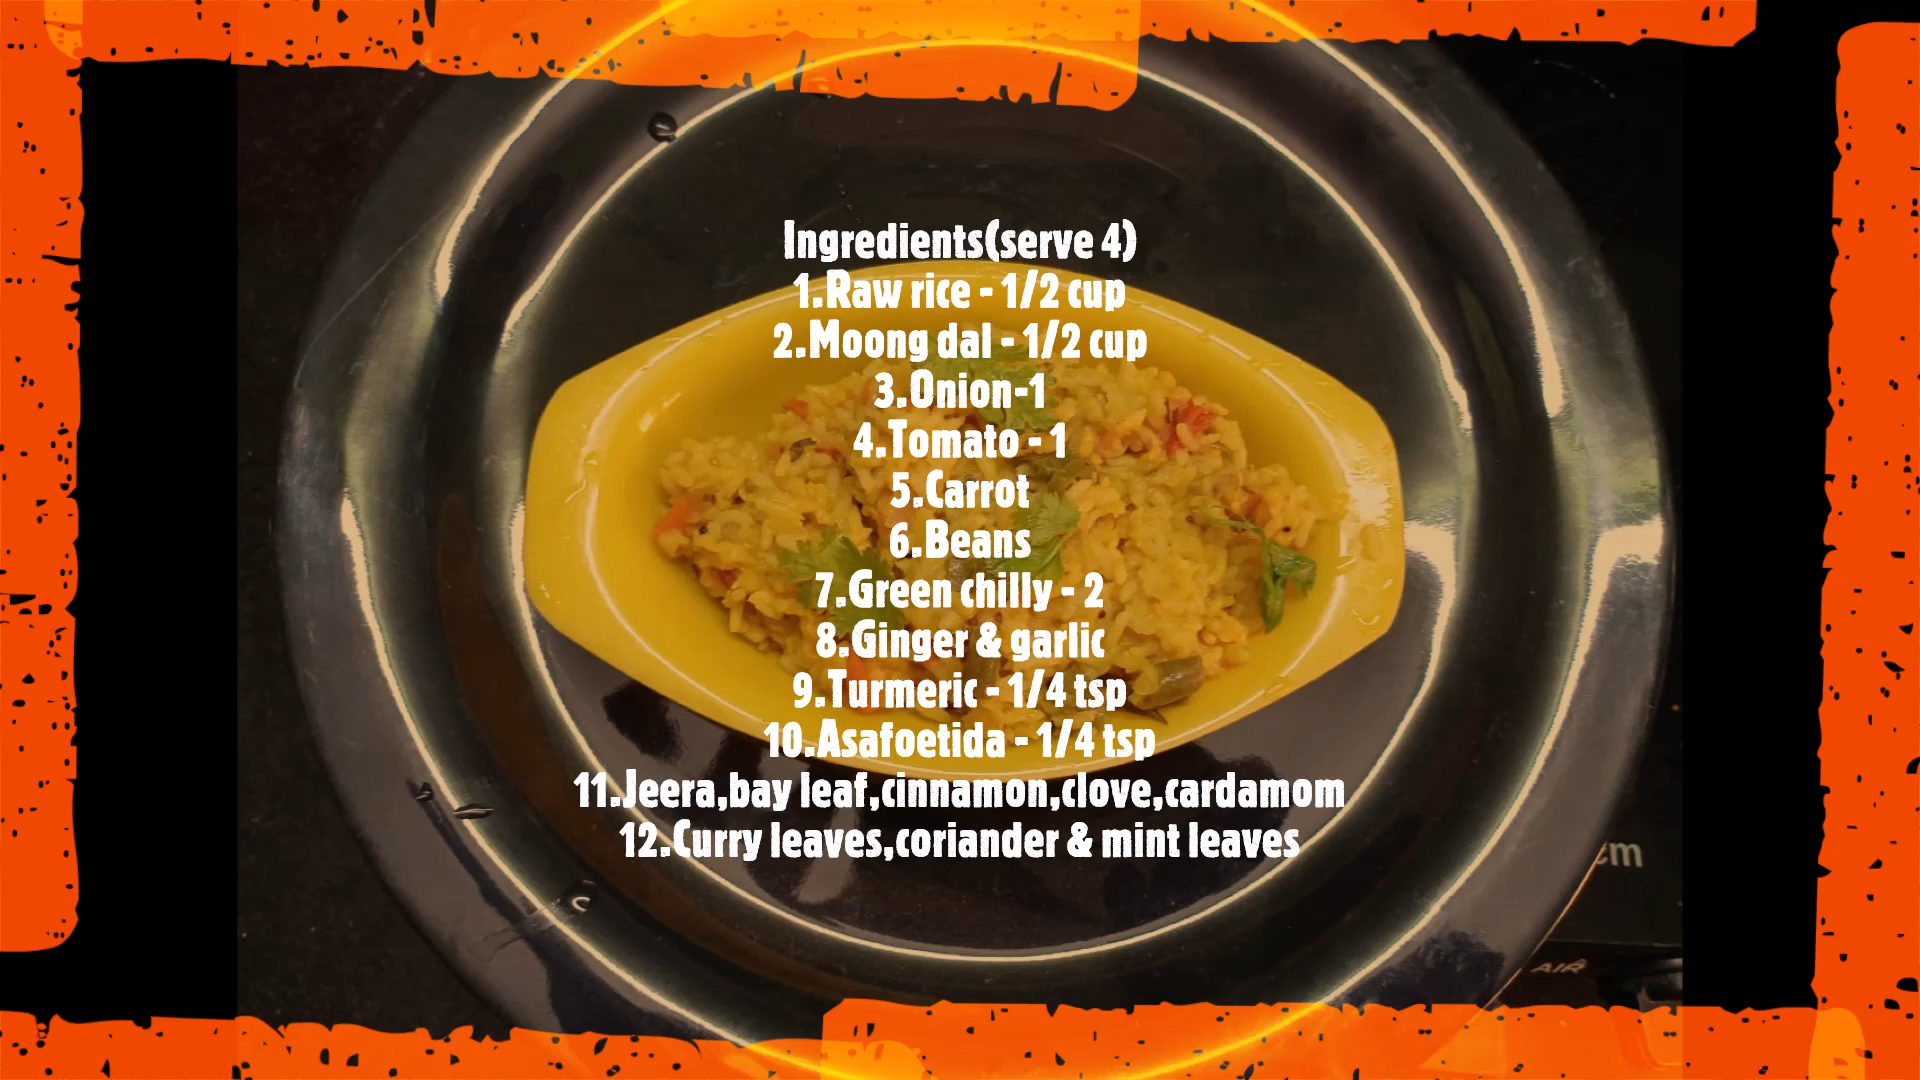 Ingredients(serve 4)
1.Raw rice - 1/2 cup
2.Moong dal - 1/2 cup
3.Onion-1
4.Tomato - 1
5.Carrot
6.Beans
7.Green chilly - 2
8.Ginger & garlic
9.Turmeric - 1/4 tsp
10.Asafoetida - 1/4 tsp
11.Jeera,bay leaf,cinnamon,clove,cardamom
12.Curry leaves,coriander & mint leaves
cm
AIR